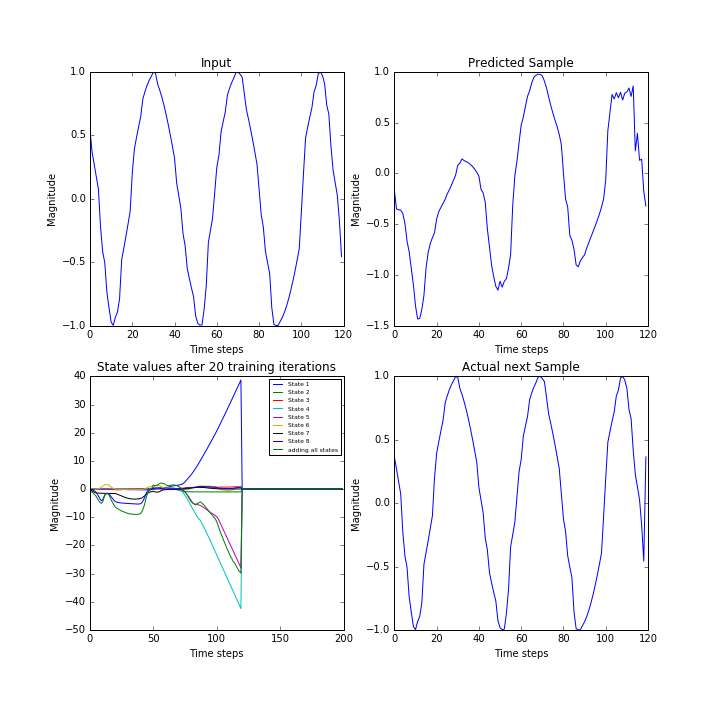 Input
1.0
0.5
0.0
−0.5
−1.0
Magnitude
0 20 40 60 80 100 120
Time steps
Predicted Sample
1.0
0.5
0.0
−0.5
−1.0
−1.5
Magnitude
0 20 40 60 80 100 120
Time steps
State values after 20 training iterations
40
30
20
10
0
−10
−20
−30
−40
−50
Magnitude
State 1
State 2
State 3
State 4
State 5
State 6
State 7
State 8
adding all states
0 50 100 150 200
Time steps
Actual next Sample
1.0
0.5
0.0
−0.5
−1.0
Magnitude
0 20 40 60 80 100 120
Time steps